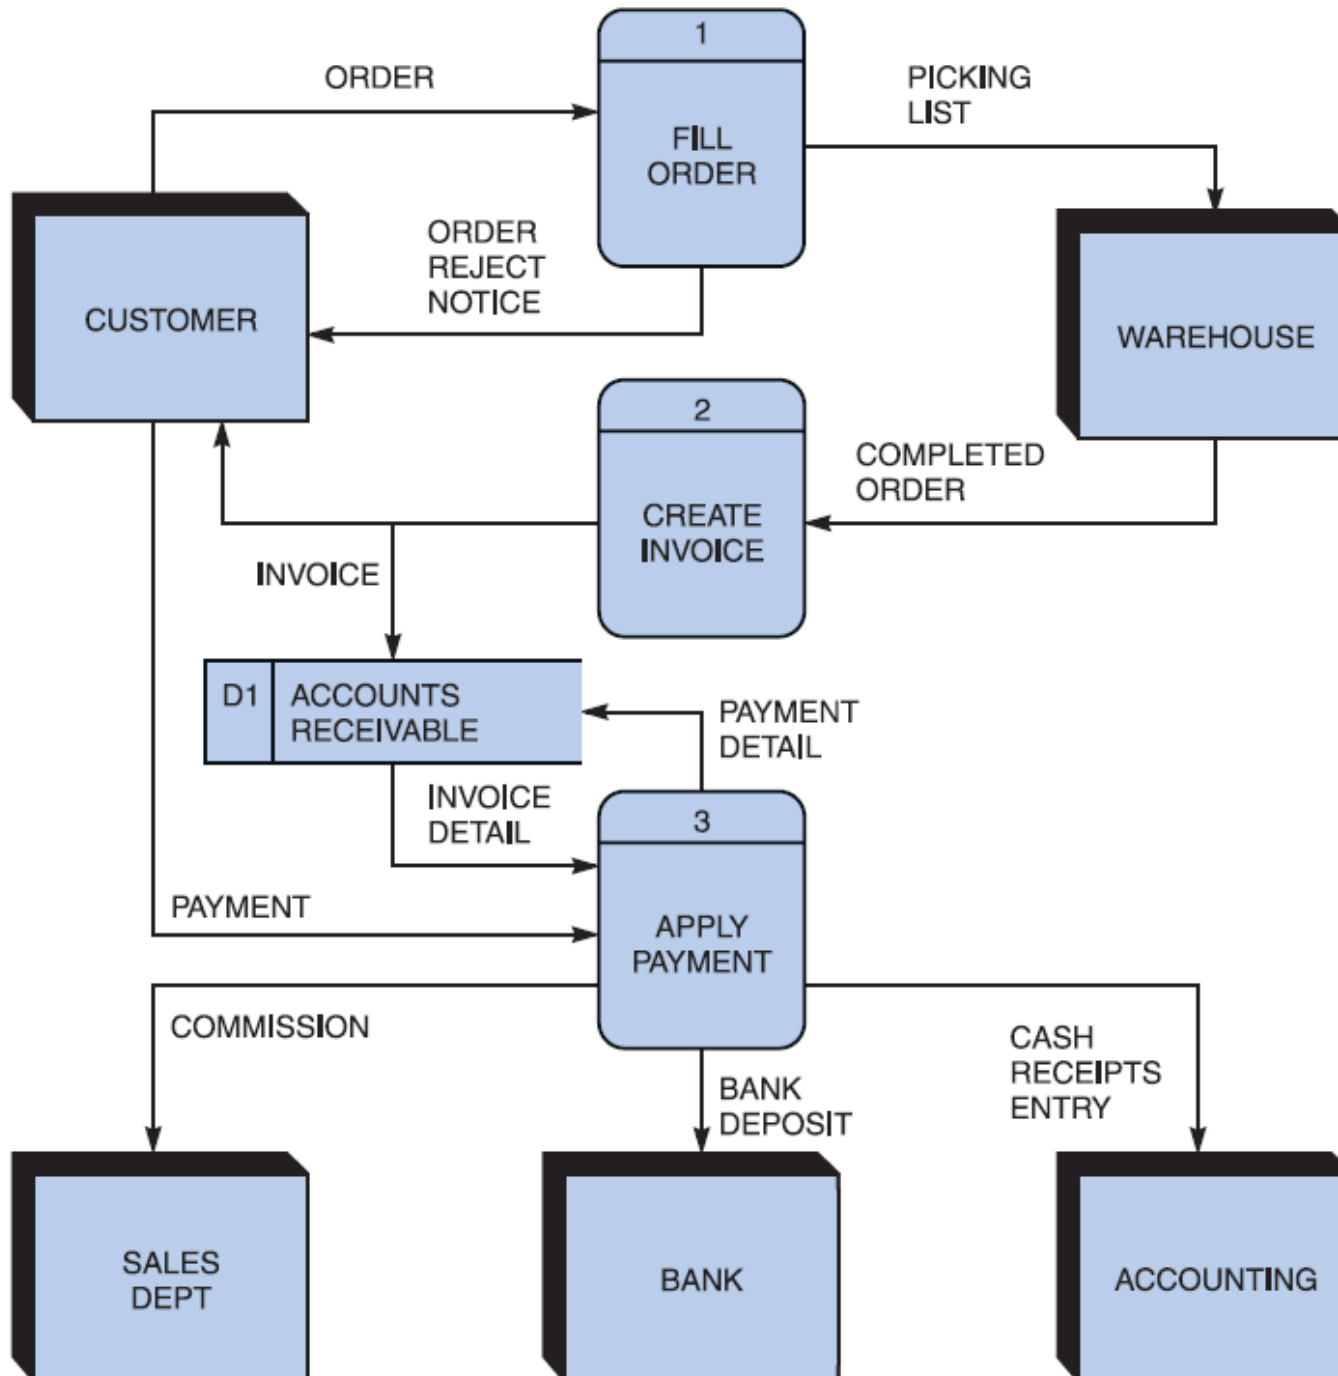 1
ORDER
PICKING
LIST
FILL
ORDER
ORDER
REJECT
NOTICE
CUSTOMER
WAREHOUSE
2
COMPLETED
ORDER
CREATE
INVOICE
INVOICE
D1
ACCOUNTS
RECEIVABLE
PAYMENT
DETAIL
INVOICE
DETAIL
3
PAYMENT
APPLY
PAYMENT
COMMISSION
CASH
RECEIPTS
ENTRY
BANK
DEPOSIT
SALES
DEPT
BANK
ACCOUNTING